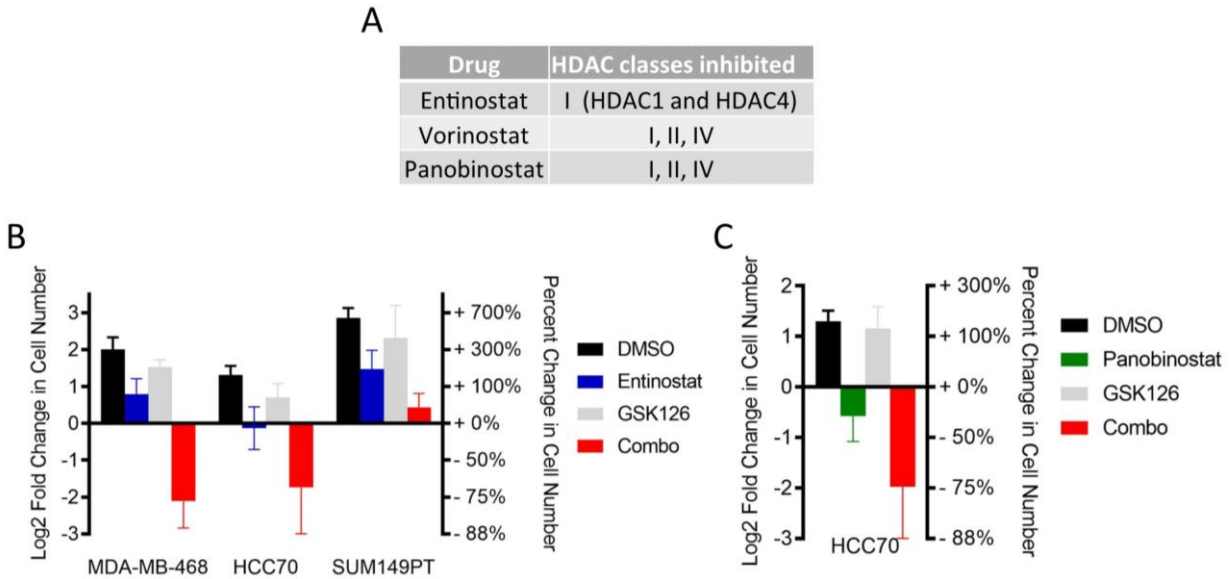 A
Drug HDAC classes inhibited
Entinostat I (HDAC1 and HDAC4)
Vorinostat I, II, IV
Panobinostat I, II, IV
B
Log2 Fold Change in Cell Number
3
2
1
0
-1
-2
-3
+ 700%
+ 300%
+ 100%
+ 0%
- 50%
- 75%
- 88%
Percent Change in Cell Number
MDA-MB-468 HCC70 SUM149PT
DMSO
Entinostat
GSK126
Combo
C
Log2 Fold Change in Cell Number
2
1
0
-1
-2
-3
+ 300%
+ 100%
+ 0%
- 50%
- 75%
- 88%
Percent Change in Cell Number
HCC70
DMSO
Panobinostat
GSK126
Combo